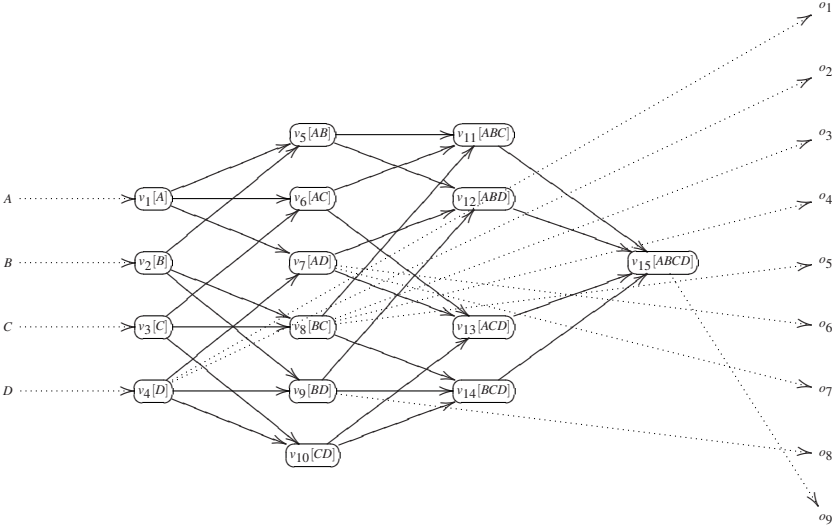 o1
o2
v5[AB] v11[ABC] o3
A v1[A] v6[AC] v12[ABD] o4
B v2[B] v7[AD] v15[ABCD] o5
C v3[C] v8[BC] v13[ACD] o6
D v4[D] v9[BD] v14[BCD] o7
v10[CD] o8
o9